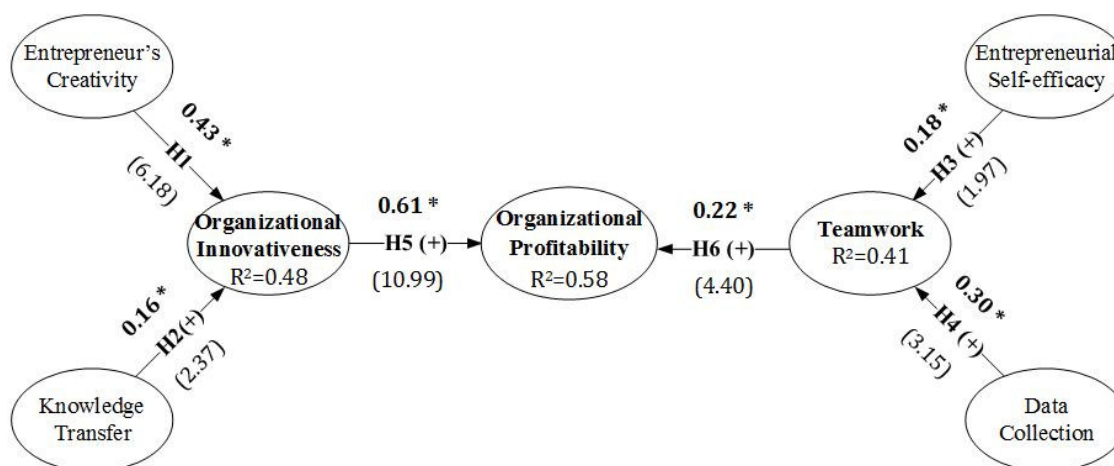 Entrepreneur's
Creativity
0.43 *
H1
(6.18)
Organizational
Innovativeness
R²=0.48
0.16 *
H2(+)
(2.37)
Knowledge
Transfer
0.61 *
H5 (+)
(10.99)
Organizational
Profitability
R²=0.58
0.22 *
H6 (+)
(4.40)
Entrepreneurial
Self-efficacy
0.18 *
H3 (+)
(1.97)
Teamwork
R²=0.41
0.30 *
H4 (+)
(3.15)
Data
Collection